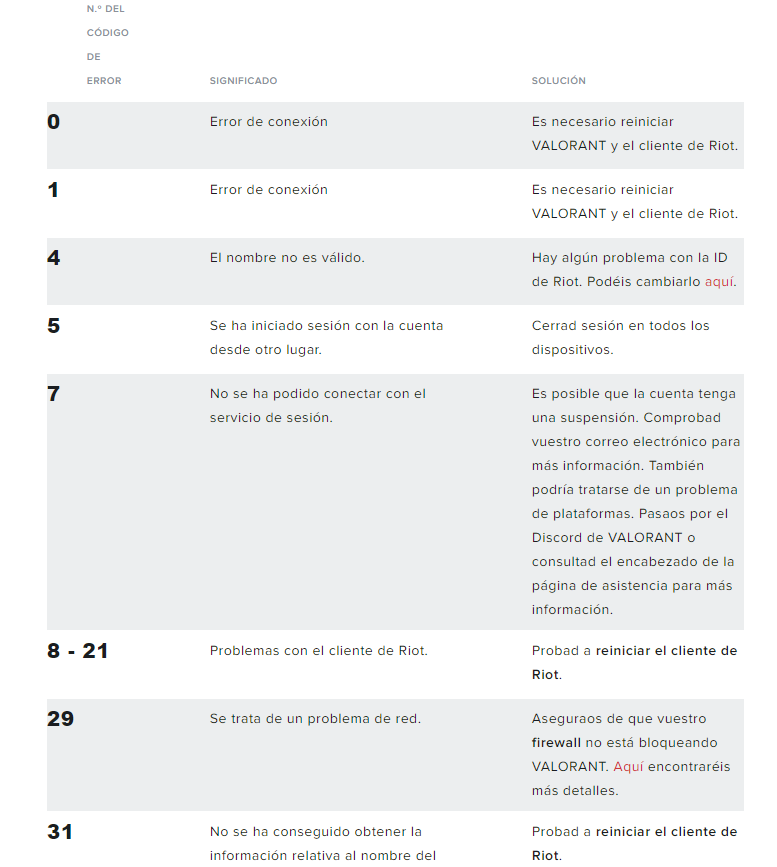 N.º DEL
CÓDIGO
DE
ERROR
SIGNIFICADO
SOLUCIÓN
0
Error de conexión
Es necesario reiniciar
VALORANT y el cliente de Riot.
1
Error de conexión
Es necesario reiniciar
VALORANT y el cliente de Riot.
4
El nombre no es válido.
Hay algún problema con la ID
de Riot. Podéis cambiarlo aquí.
5
Se ha iniciado sesión con la cuenta
desde otro lugar.
Cerrad sesión en todos los
dispositivos.
7
No se ha podido conectar con el
servicio de sesión.
Es posible que la cuenta tenga
una suspensión. Comprobad
vuestro correo electrónico para
más información. También
podría tratarse de un problema
de plataformas. Pasaos por el
Discord de VALORANT o
consultad el encabezado de la
página de asistencia para más
información.
8 - 21
Problemas con el cliente de Riot.
Probad a reiniciar el cliente de
Riot.
29
Se trata de un problema de red.
Aseguraos de que vuestro
firewall no está bloqueando
VALORANT. Aquí encontraréis
más detalles.
31
No se ha conseguido obtener la
información relativa al nombre del
Probad a reiniciar el cliente de
Riot.